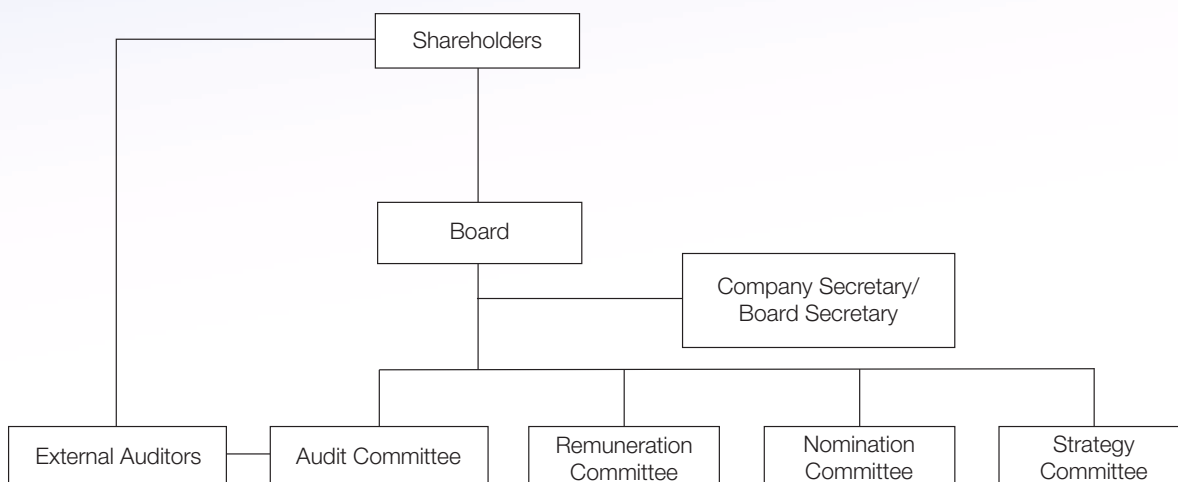 Shareholders
Board
Company Secretary/
Board Secretary
External Auditors
Audit Committee
Remuneration
Committee
Nomination
Committee
Strategy
Committee